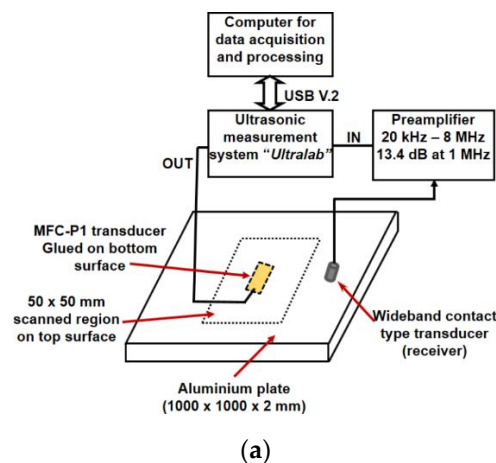 Computer for
data acquisition
and processing
USB V.2
Ultrasonic
measurement
system "Ultralab"
IN
Preamplifier
20 kHz – 8 MHz
13.4 dB at 1 MHz
OUT
MFC-P1 transducer
Glued on bottom
surface
50 x 50 mm
scanned region
on top surface
Wideband contact
type transducer
(receiver)
Aluminium plate
(1000 x 1000 x 2 mm)
(a)